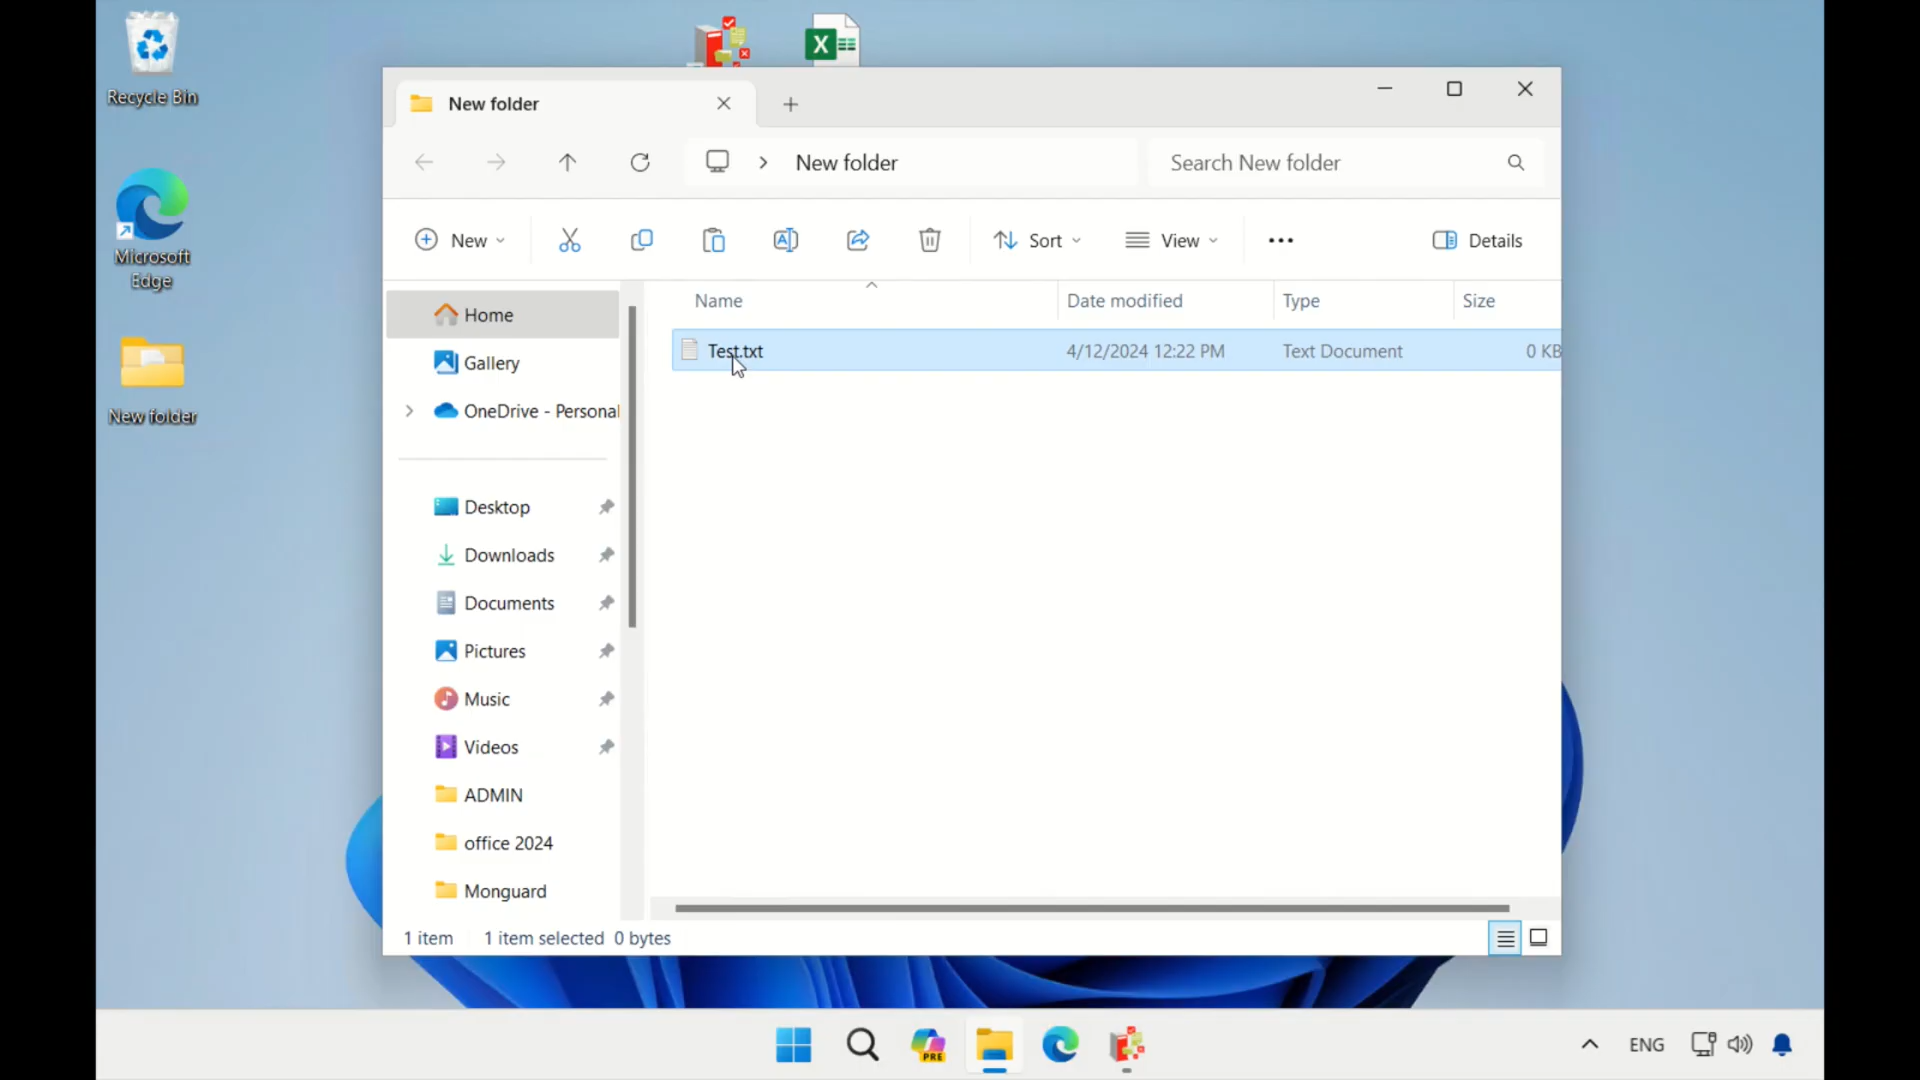 Recycle Bin
Microsoft
Edge
New folder
X
New folder
New folder
Search New folder
New
A
Sort
View
Details
Name
Date modified
Type
Size
Home
Gallery
OneDrive - Personal
Desktop
Downloads
Documents
Pictures
Music
Videos
ADMIN
office 2024
Monguard
Test.txt
4/12/2024 12:22 PM
Text Document
0 KB
1 item
1 item selected 0 bytes
PRE
ENG